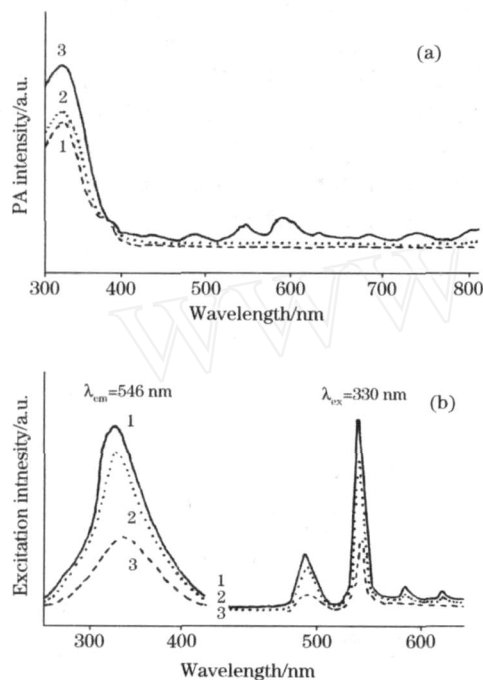 (a)
3
2
1
PA intensity/a.u.
300 400 500 600 700 800
Wavelength/nm
WWW
λem=546 nm
λex=330 nm
(b)
1
2
3
1
2
3
Excitation intnesity/a.u.
300 400 500 600
Wavelength/nm